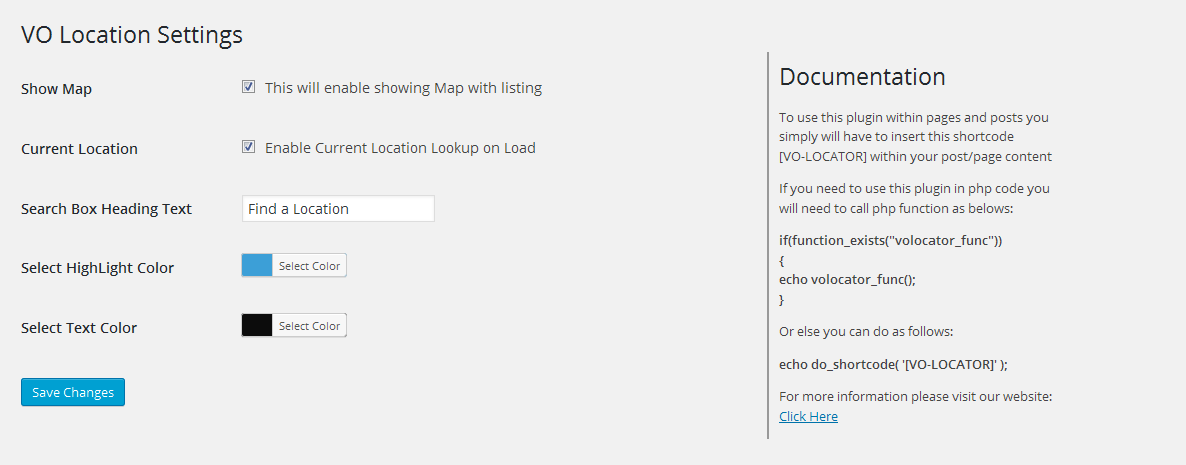 VO Location Settings
Show Map
This will enable showing Map with listing
Current Location
Enable Current Location Lookup on Load
Search Box Heading Text
Find a Location
Select HighLight Color
Select Color
Select Text Color
Select Color
Save Changes
Documentation
To use this plugin within pages and posts you
simply will have to insert this shortcode
[VO-LOCATOR] within your post/page content
If you need to use this plugin in php code you
will need to call php function as belows:
if(function_exists("volocator_func"))
{
echo volocator_func();
}
Or else you can do as follows:
echo do_shortcode( '[VO-LOCATOR]' );
For more information please visit our website:
Click Here